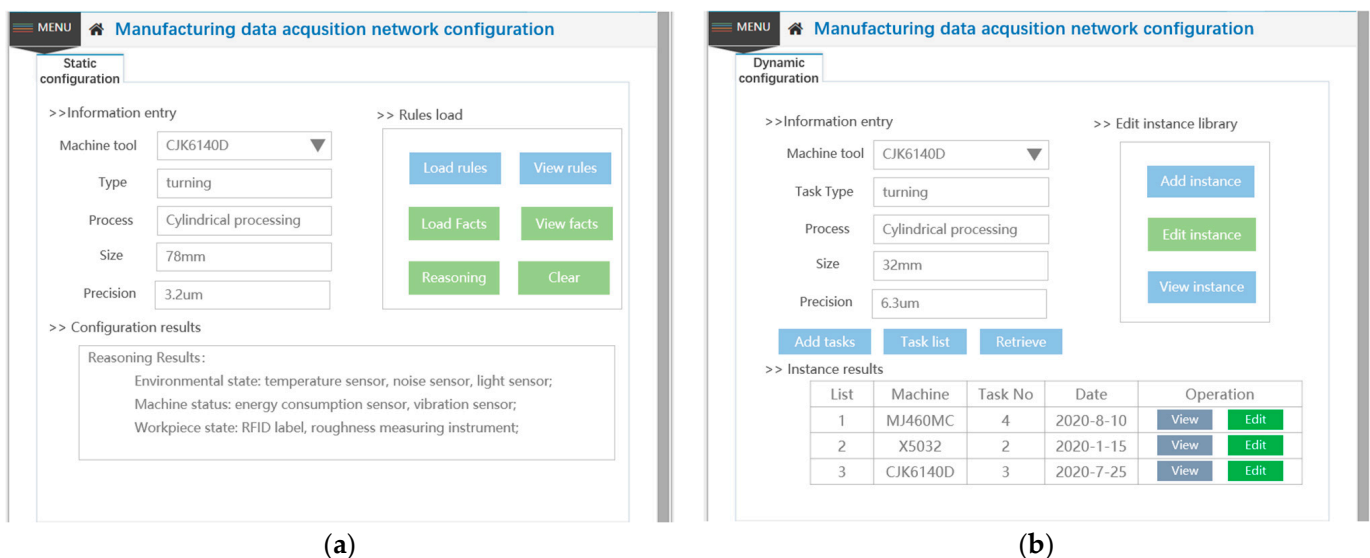 MENU Manufacturing data acqusition network configuration
Static
configuration
>>Information entry
Machine tool CJK6140D
Type turning
Process Cylindrical processing
Size 78mm
Precision 3.2um
>> Rules load
Load rules View rules
Load Facts View facts
Reasoning Clear
>> Configuration results
Reasoning Results:
Environmental state: temperature sensor, noise sensor, light sensor;
Machine status: energy consumption sensor, vibration sensor;
Workpiece state: RFID label, roughness measuring instrument;
(a)
MENU Manufacturing data acqusition network configuration
Dynamic
configuration
>>Information entry
Machine tool CJK6140D
Task Type turning
Process Cylindrical processing
Size 32mm
Precision 6.3um
>> Edit instance library
Add instance
Edit instance
View instance
Add tasks Task list Retrieve
>> Instance results
List Machine Task No Date Operation
1 MJ460MC 4 2020-8-10 View Edit
2 X5032 2 2020-1-15 View Edit
3 CJK6140D 3 2020-7-25 View Edit
(b)